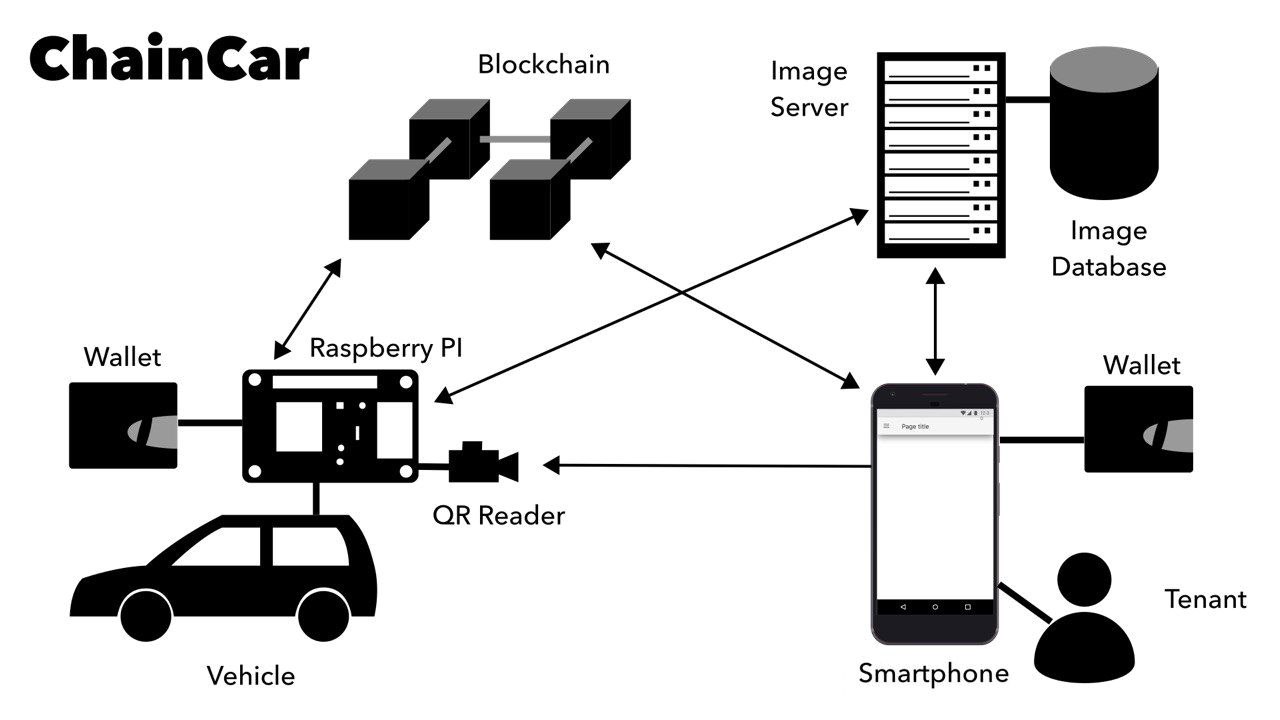 ChainCar
Blockchain
Image
Server
Image
Database
Raspberry PI
Wallet
Wallet
Page title
QR Reader
Tenant
Vehicle
Smartphone